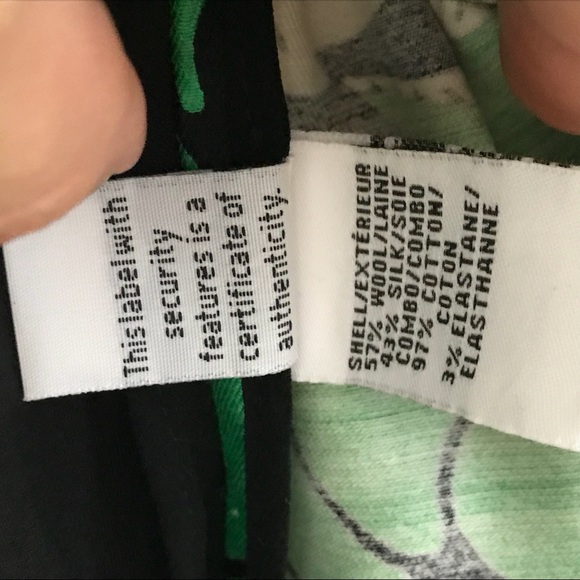 This label with
security
features is a
certificate of
authenticity.
SHELL/EXTÉRIEUR
57% WOOL/LAINE
43% SILK/SOIE
COMBO/COMBO
97% COTTON/
COTON
3% ELASTANE/
ELASTHANNE